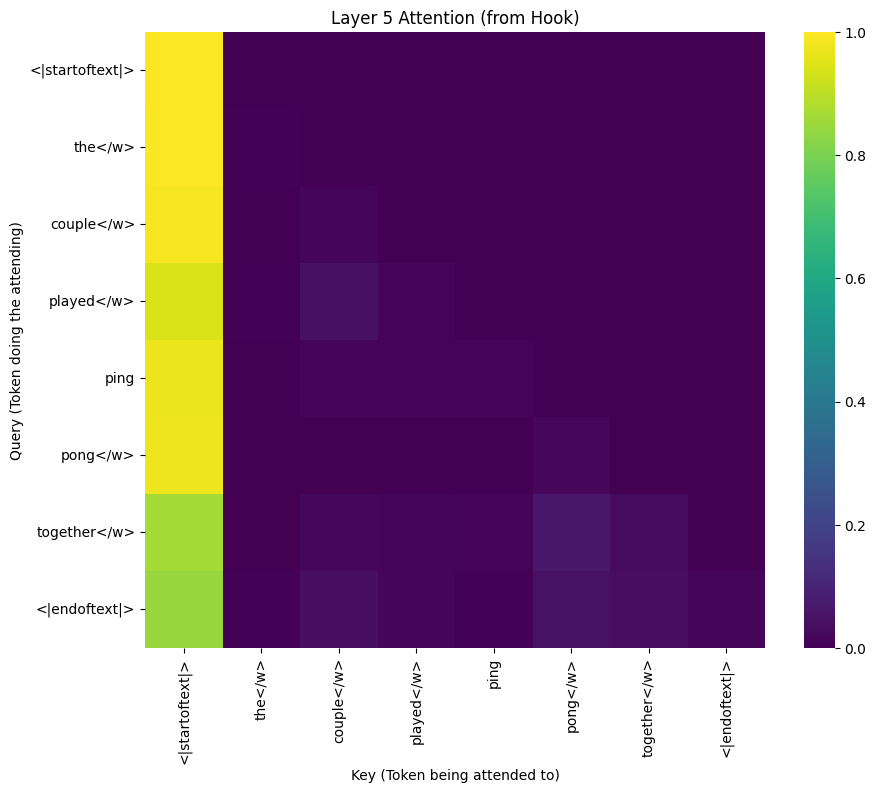 Layer 5 Attention (from Hook)
Query (Token doing the attending)
<|startoftext|>
the</w>
couple</w>
played</w>
ping
pong</w>
together</w>
<|endoftext|>
1.0
0.8
0.6
0.4
0.2
0.0
<|startoftext|>
the</w>
couple</w>
played</w>
ping
pong</w>
together</w>
<|endoftext|>
Key (Token being attended to)